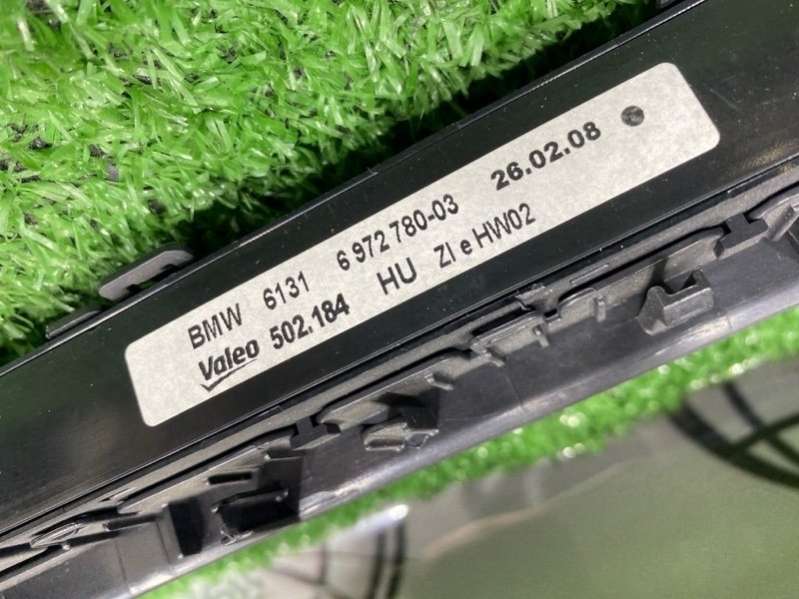 BMW 6131 6 972 780-03 26.02.08
Valeo 502.184 HU ZI e HW02